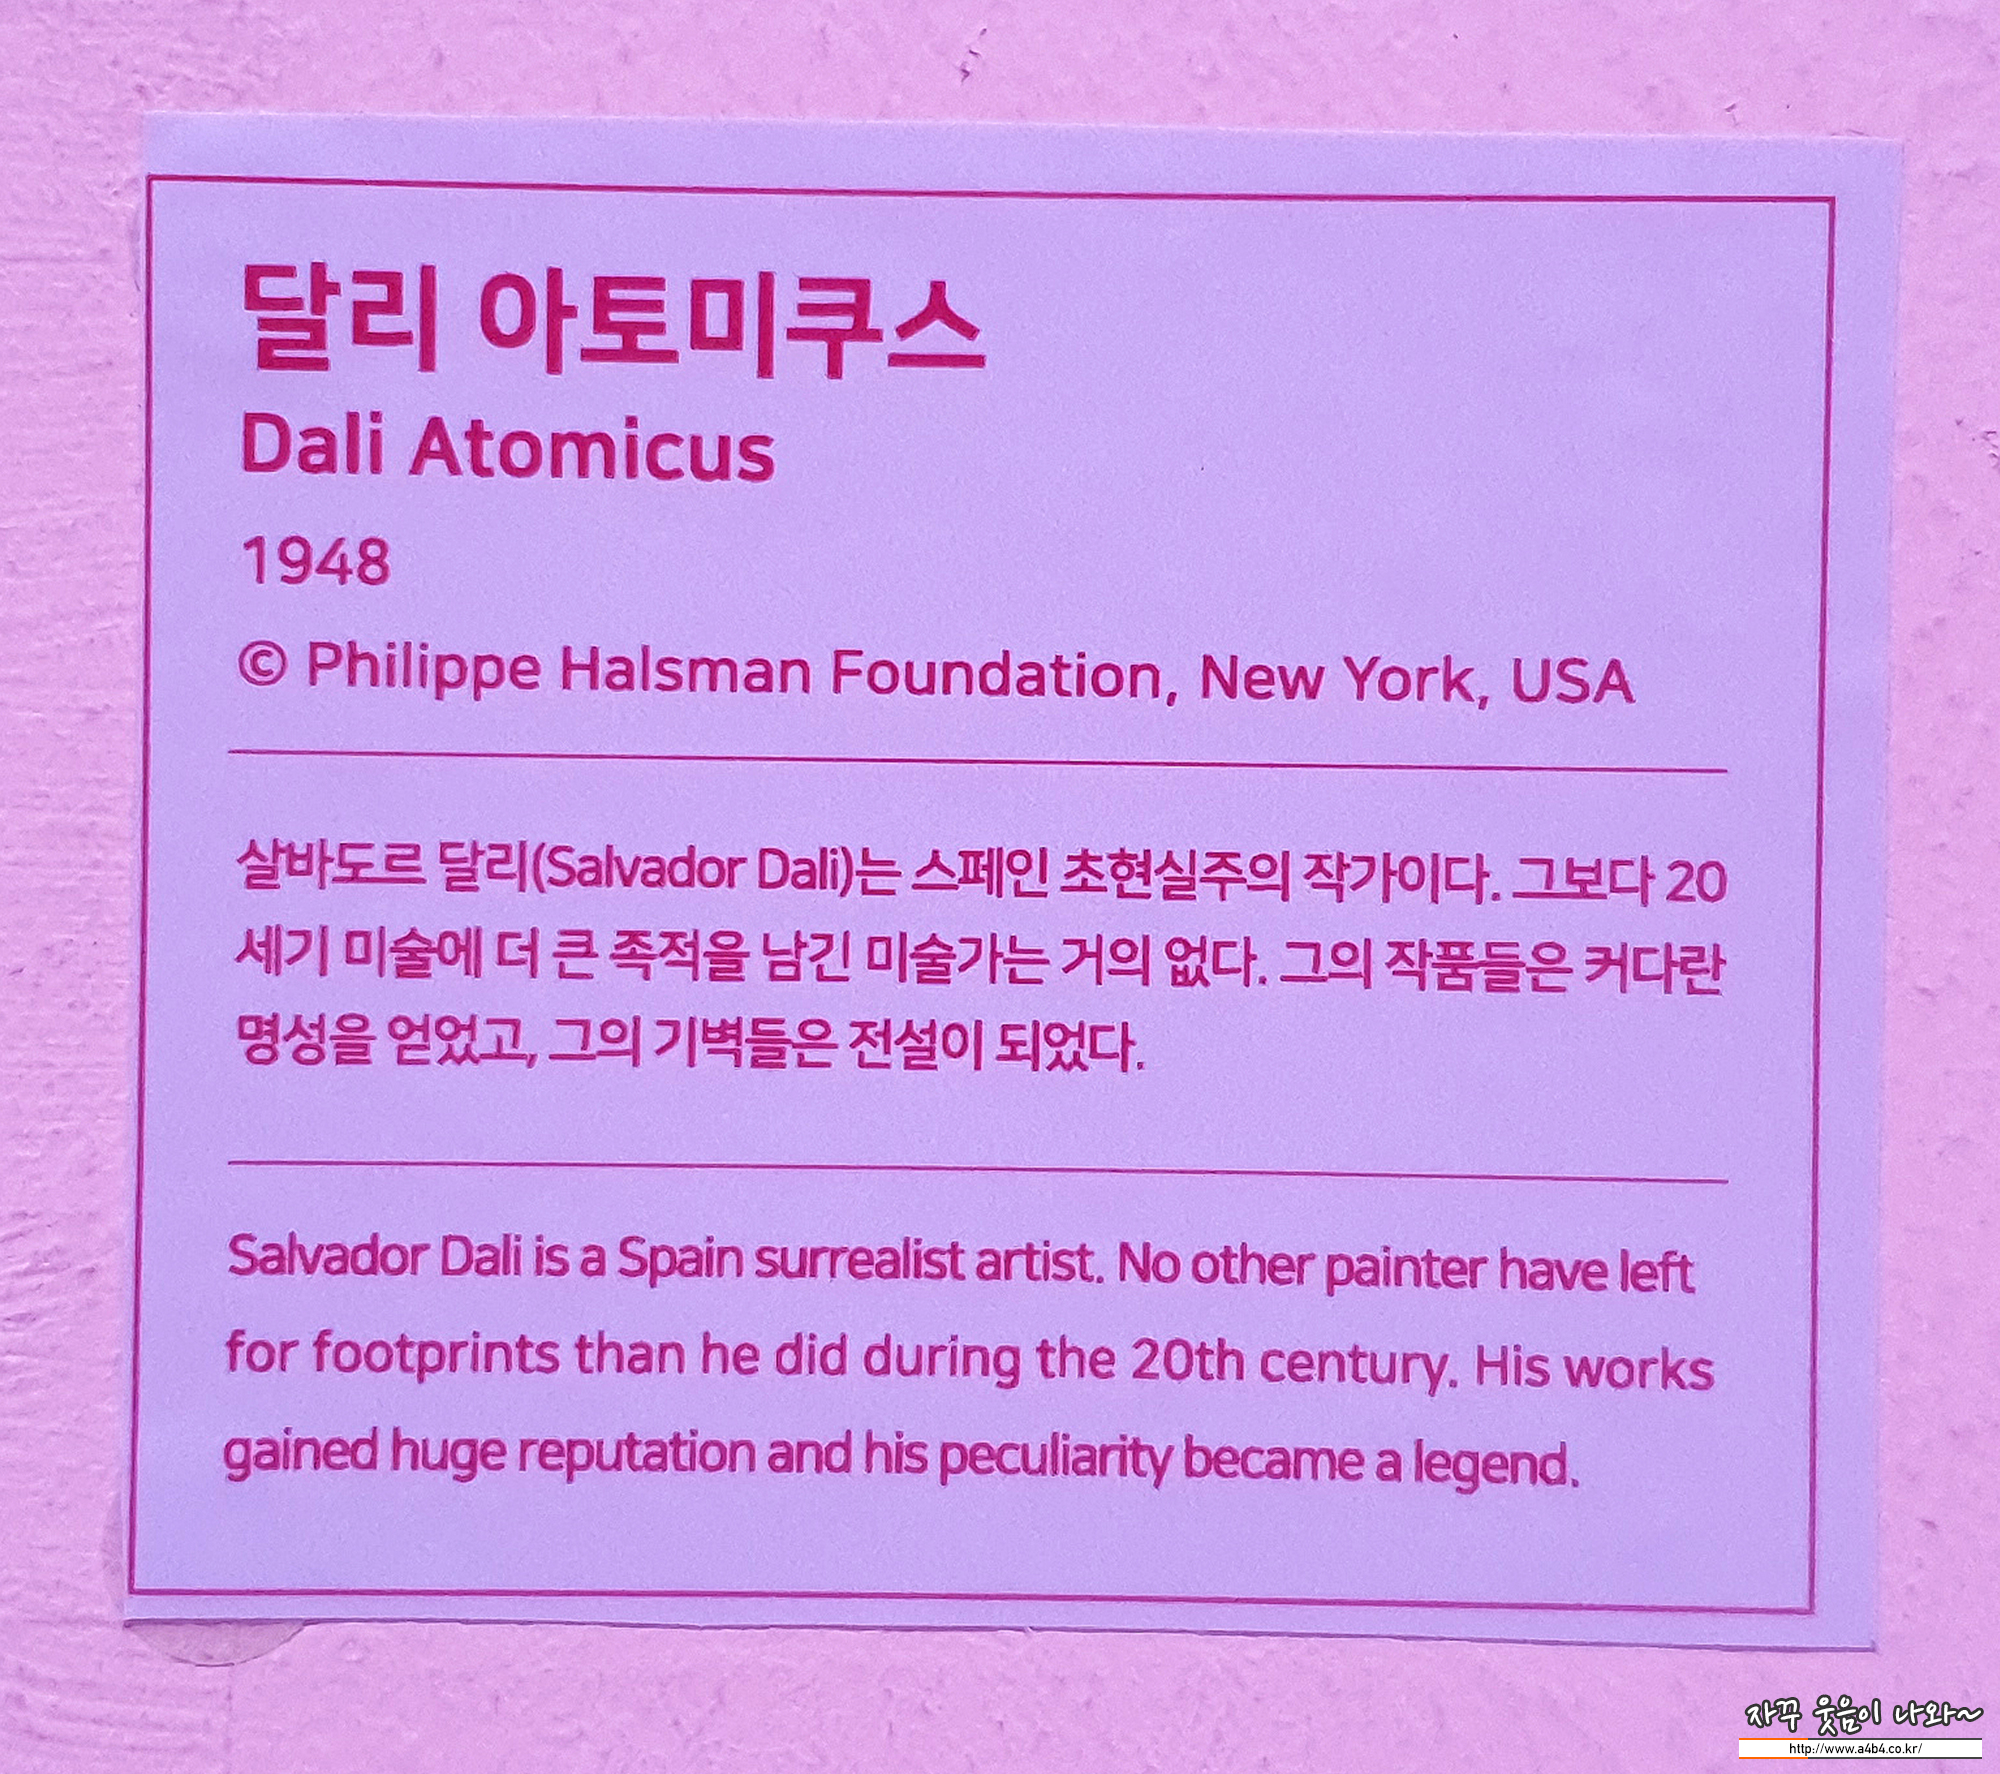 달리 아토미쿠스
Dali Atomicus
1948
© Philippe Halsman Foundation, New York, USA
살바도르 달리(Salvador Dali)는 스페인 초현실주의 작가이다. 그보다 20
세기 미술에 더 큰 족적을 남긴 미술가는 거의 없다. 그의 작품들은 커다란
명성을 얻었고, 그의 기벽들은 전설이 되었다.
Salvador Dali is a Spain surrealist artist. No other painter have left
for footprints than he did during the 20th century. His works
gained huge reputation and his peculiarity became a legend.
자꾸 웃음이 나와~
http://www.a4b4.co.kr/